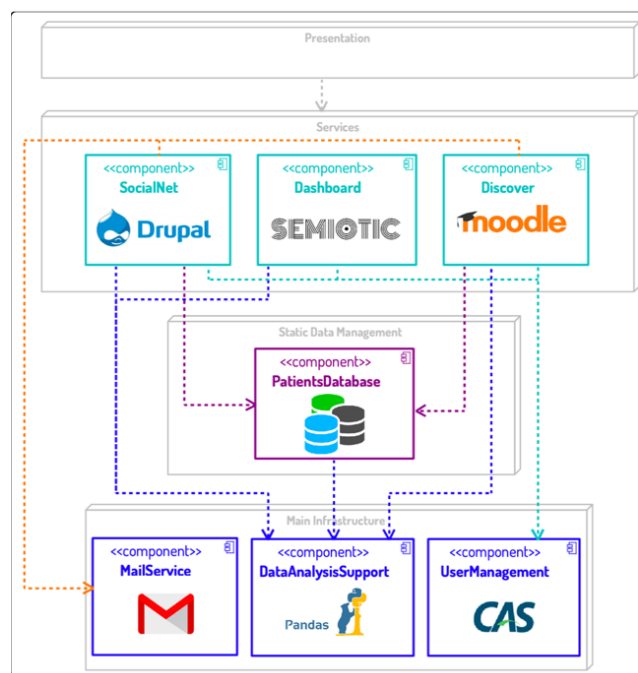 Presentation
Services
<<component>>
SocialNet
Drupal
<<component>>
Dashboard
SEMIOTIC
<<component>>
Discover
moodle
Static Data Management
<<component>>
PatientsDatabase
Main Infrastructure
<<component>>
MailService
<<component>>
DataAnalysisSupport
Pandas
<<component>>
UserManagement
CAS